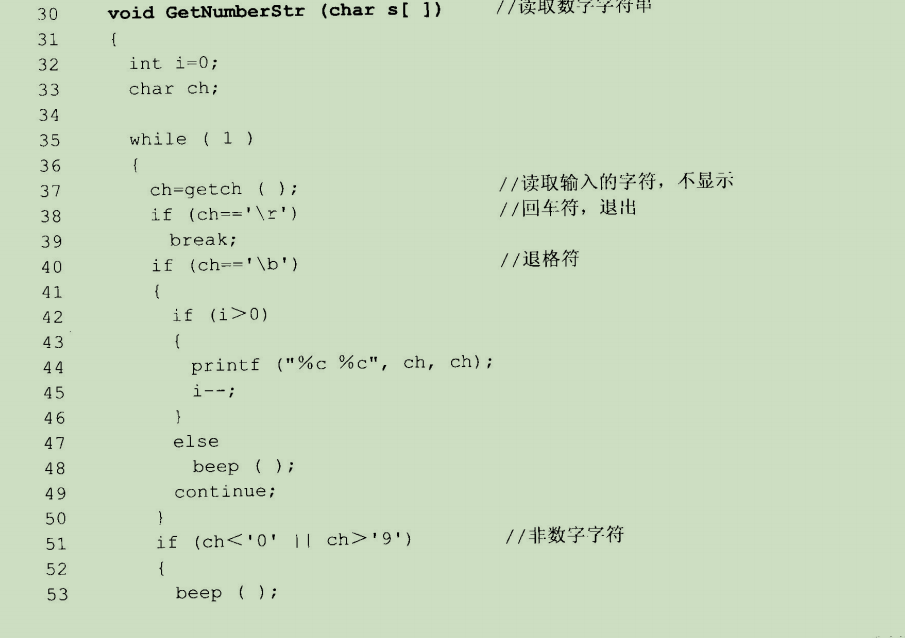 30 void GetNumberStr (char s[ ]) //读取数字字符串
31 {
32 int i=0;
33 char ch;
34
35 while ( 1 )
36 {
37 ch=getch ( ); //读取输入的字符，不显示
38 if (ch=='\r') //回车符，退出
39 break;
40 if (ch=='\b') //退格符
41 {
42 if (i>0)
43 {
44 printf ("%c %c", ch, ch);
45 i--;
46 }
47 else
48 beep ( );
49 continue;
50 }
51 if (ch<'0' || ch>'9') //非数字字符
52 {
53 beep ( );